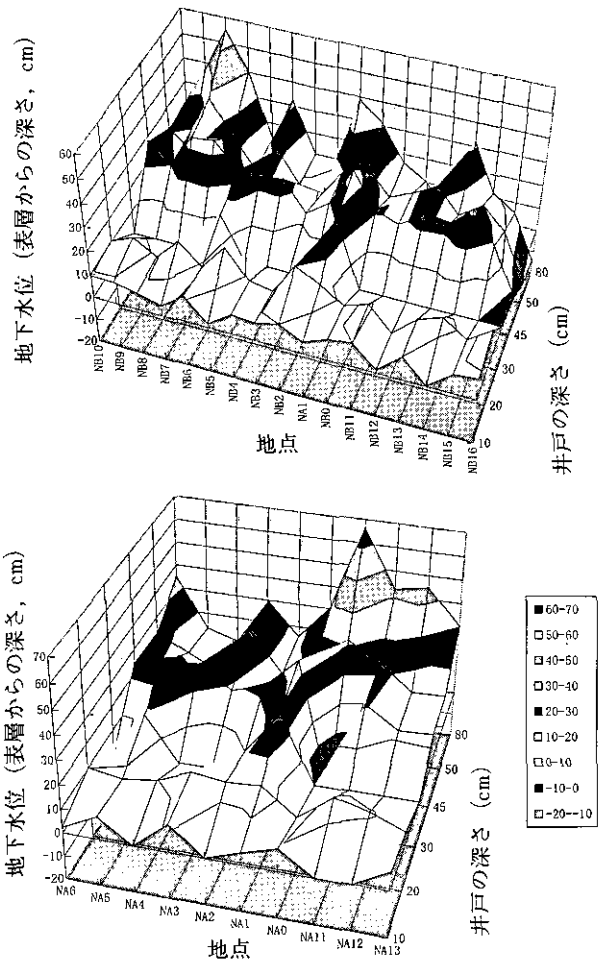 地下水位 (表層からの深さ, cm)
60
50
40
30
20
10
0
-10
-20
NB10
NB9
NB8
NB7
NB6
NB5
NB4
NB3
NB2
NA1
NB0
NB11
NB12
NB13
NB14
NB15
NB16
地点
10
20
30
45
50
80
井戸の深さ (cm)
地下水位 (表層からの深さ, cm)
70
60
50
40
30
20
10
0
-10
-20
NA6
NA5
NA4
NA3
NA2
NA1
NA0
NA11
NA12
NA13
地点
10
20
30
45
50
80
井戸の深さ (cm)
60-70
50-60
40-50
30-40
20-30
10-20
0-10
-10-0
-20--10